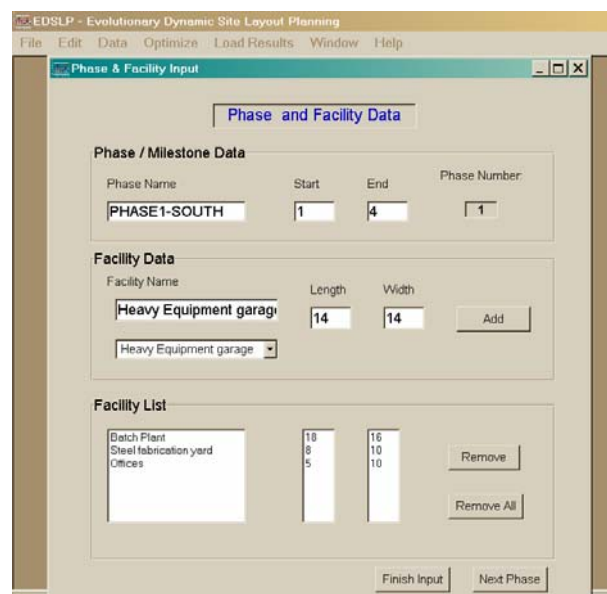 EDSLP - Evolutionary Dynamic Site Layout Planning
File Edit Data Optimize Load Results Window Help
Phase & Facility Input
Phase and Facility Data
Phase / Milestone Data
Phase Name Start End Phase Number:
PHASE1-SOUTH 1 4 1
Facility Data
Facility Name Length Width
Heavy Equipment garag 14 14 Add
Heavy Equipment garage
Facility List
Batch Plant 18 16
Steel fabrication yard 8 10
Offices 5 10
Remove
Remove All
Finish Input Next Phase